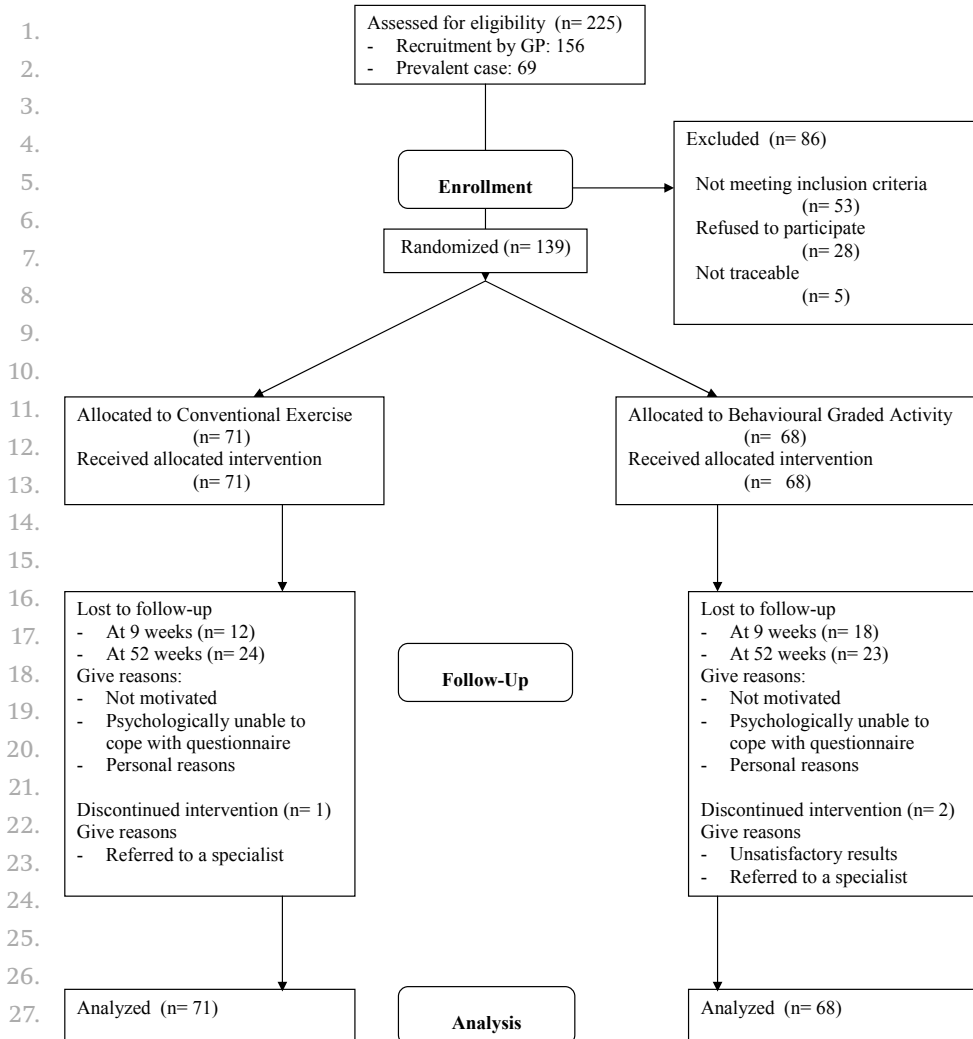 1.
2.
3.
4.
5.
6.
7.
8.
9.
10.
11.
12.
13.
14.
15.
16.
17.
18.
19.
20.
21.
22.
23.
24.
25.
26.
27.
Assessed for eligibility (n= 225)
- Recruitment by GP: 156
- Prevalent case: 69
Enrollment
Excluded (n= 86)
Not meeting inclusion criteria
(n= 53)
Refused to participate
(n= 28)
Not traceable
(n= 5)
Randomized (n= 139)
Allocated to Conventional Exercise
(n= 71)
Received allocated intervention
(n= 71)
Allocated to Behavioural Graded Activity
(n= 68)
Received allocated intervention
(n= 68)
Lost to follow-up
- At 9 weeks (n= 12)
- At 52 weeks (n= 24)
Give reasons:
- Not motivated
- Psychologically unable to
cope with questionnaire
- Personal reasons
Discontinued intervention (n= 1)
Give reasons
- Referred to a specialist
Follow-Up
Lost to follow-up
- At 9 weeks (n= 18)
- At 52 weeks (n= 23)
Give reasons:
- Not motivated
- Psychologically unable to
cope with questionnaire
- Personal reasons
Discontinued intervention (n= 2)
Give reasons
- Unsatisfactory results
- Referred to a specialist
Analyzed (n= 71)
Analysis
Analyzed (n= 68)